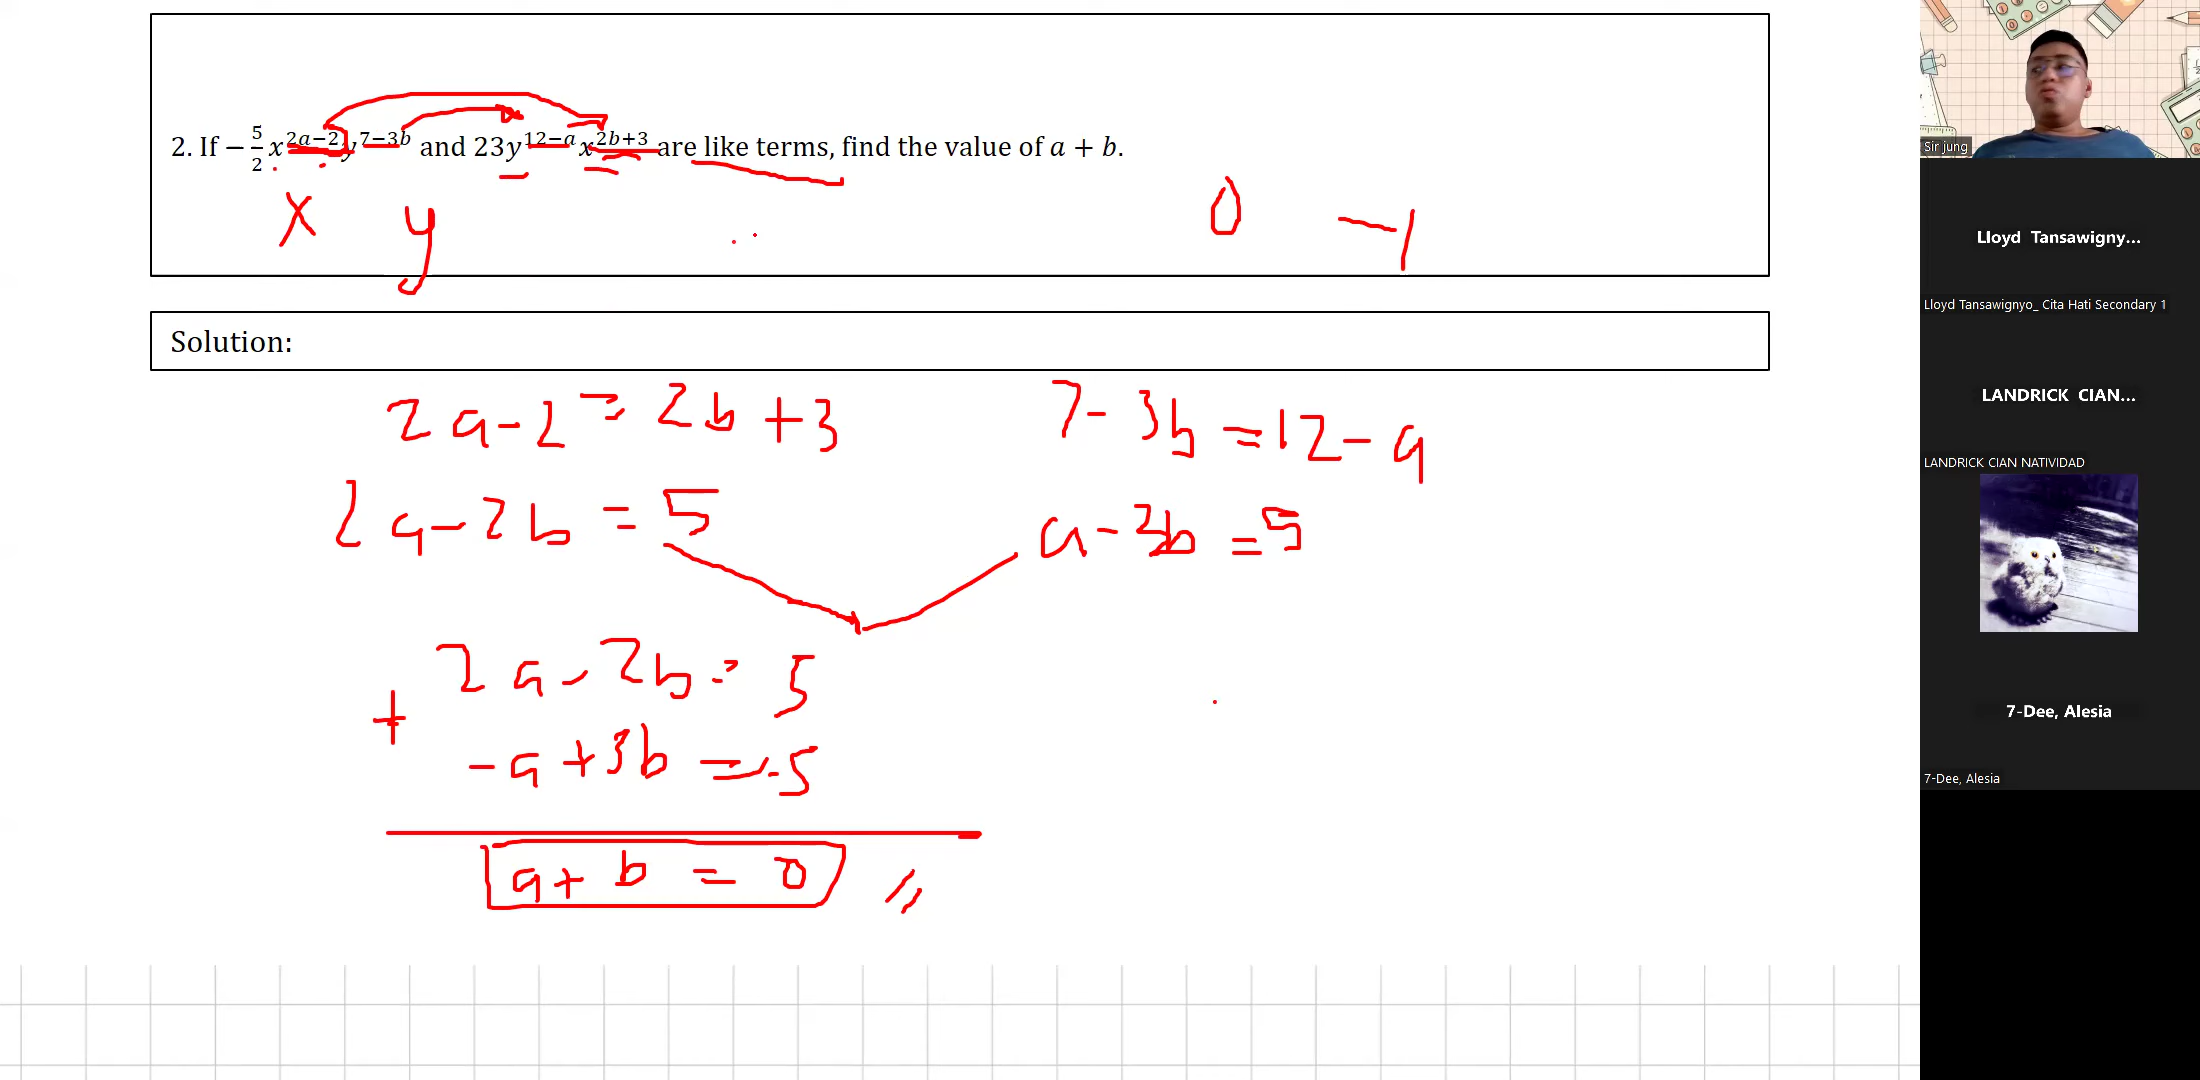 2. If −5/2 x^(2a−2) y^(7−3b) and 23y^(12−a) x^(2b+3) are like terms, find the value of a + b.
x y
0 -1
Solution:
2a-2 = 2b+3 7-3b = 12-a
2a-2b = 5 a-3b = 5
2a-2b = 5
+
-a+3b = -5
a+b = 0
Sir jung
Lloyd Tansawigny...
Lloyd Tansawignyo_ Cita Hati Secondary 1
LANDRICK CIAN...
LANDRICK CIAN NATIVIDAD
7-Dee, Alesia
7-Dee, Alesia